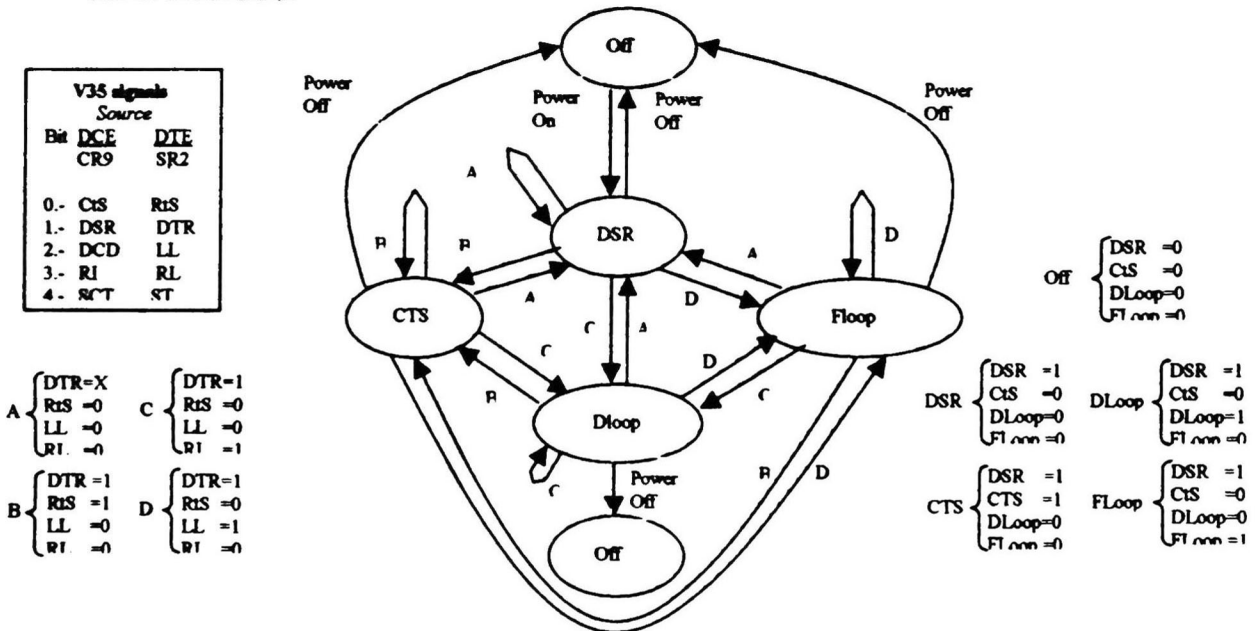 Off
Power
Off
Power
On
Power
Off
Power
Off
V35 signals
Source
Bit DCE DTE
CR9 SR2
0.- CtS RtS
1.- DSR DTR
2.- DCD LL
3.- RI RL
4.- SCT ST
A
DSR
B
B
A
D
A
D
CTS
C
A
Floop
C
D
B
C
Dloop
C
Power
Off
Off
B
D
A
DTR=X
RtS =0
LL =0
RL =0
C
DTR=1
RtS =0
LL =0
RL =1
B
DTR =1
RtS =1
LL =0
RL =0
D
DTR=1
RtS =0
LL =1
RL =0
Off
DSR =0
CtS =0
DLoop=0
FLoop =0
DSR
DSR =1
CtS =0
DLoop=0
FLoop =0
DLoop
DSR =1
CtS =0
DLoop=1
FLoop =0
CTS
DSR =1
CTS =1
DLoop=0
FLoop =0
FLoop
DSR =1
CtS =0
DLoop=0
FLoop =1